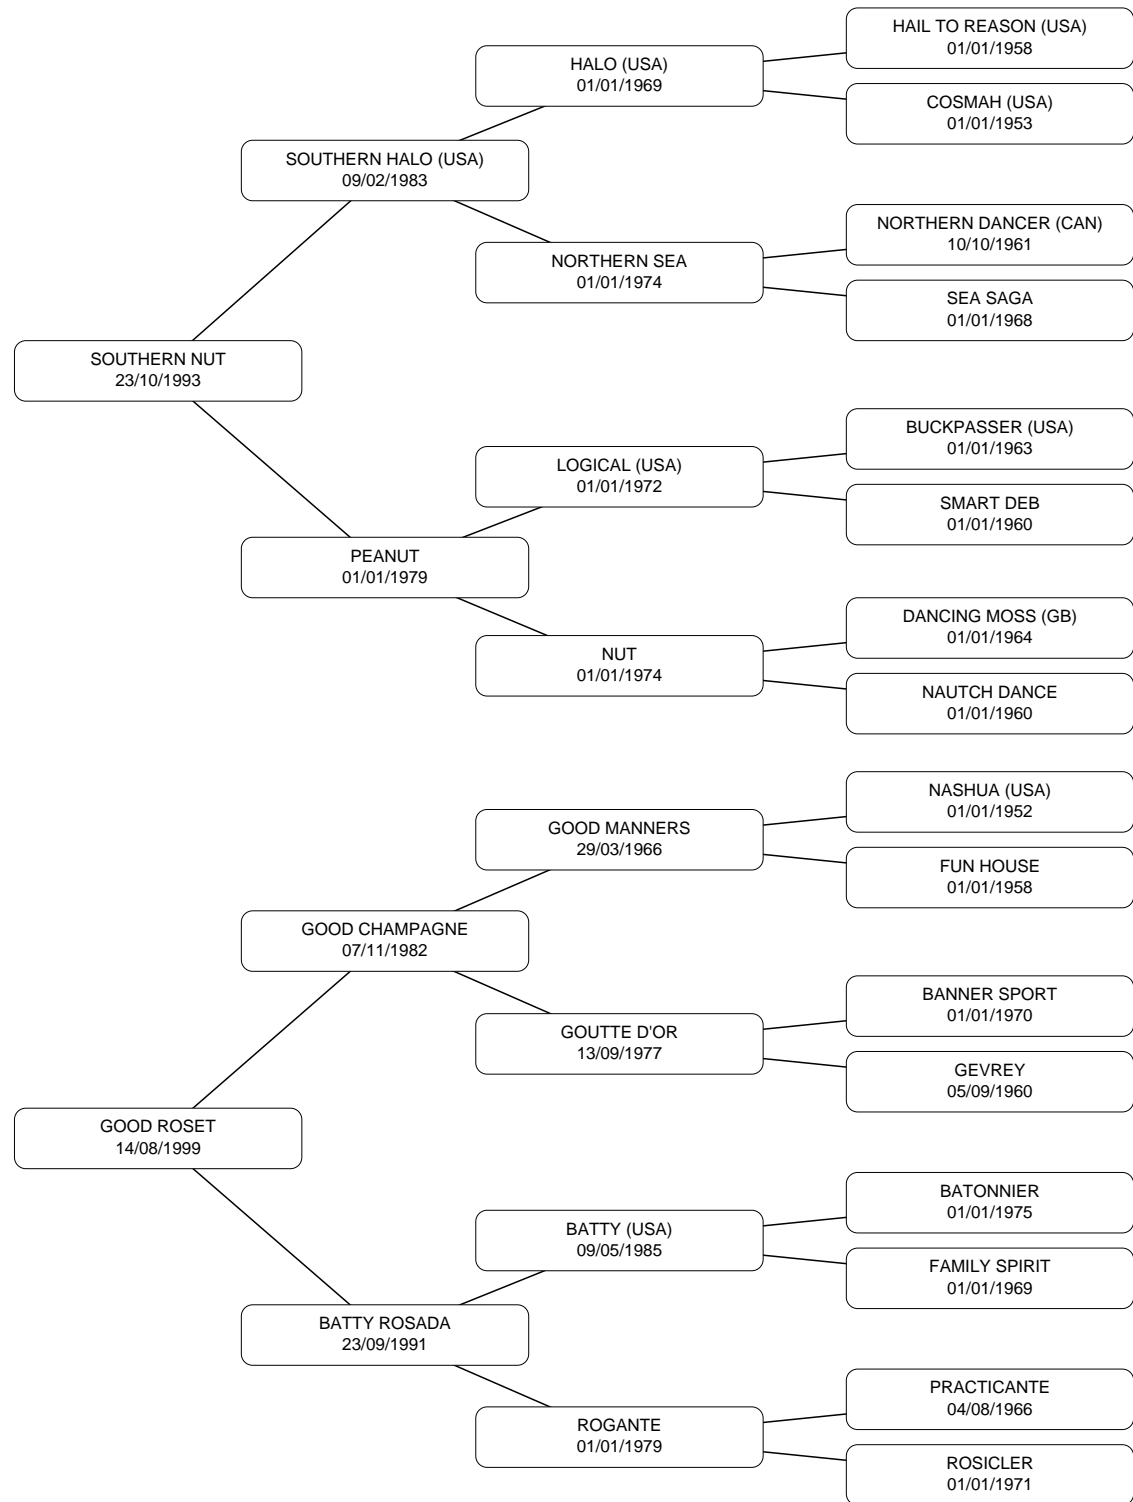 HAIL TO REASON (USA)
01/01/1958
HALO (USA)
01/01/1969
COSMAH (USA)
01/01/1953
SOUTHERN HALO (USA)
09/02/1983
NORTHERN DANCER (CAN)
10/10/1961
NORTHERN SEA
01/01/1974
SEA SAGA
01/01/1968
SOUTHERN NUT
23/10/1993
BUCKPASSER (USA)
01/01/1963
LOGICAL (USA)
01/01/1972
SMART DEB
01/01/1960
PEANUT
01/01/1979
DANCING MOSS (GB)
01/01/1964
NUT
01/01/1974
NAUTCH DANCE
01/01/1960
NASHUA (USA)
01/01/1952
GOOD MANNERS
29/03/1966
FUN HOUSE
01/01/1958
GOOD CHAMPAGNE
07/11/1982
BANNER SPORT
01/01/1970
GOUTTE D'OR
13/09/1977
GEVREY
05/09/1960
GOOD ROSET
14/08/1999
BATONNIER
01/01/1975
BATTY (USA)
09/05/1985
FAMILY SPIRIT
01/01/1969
BATTY ROSADA
23/09/1991
PRACTICANTE
04/08/1966
ROGANTE
01/01/1979
ROSICLER
01/01/1971